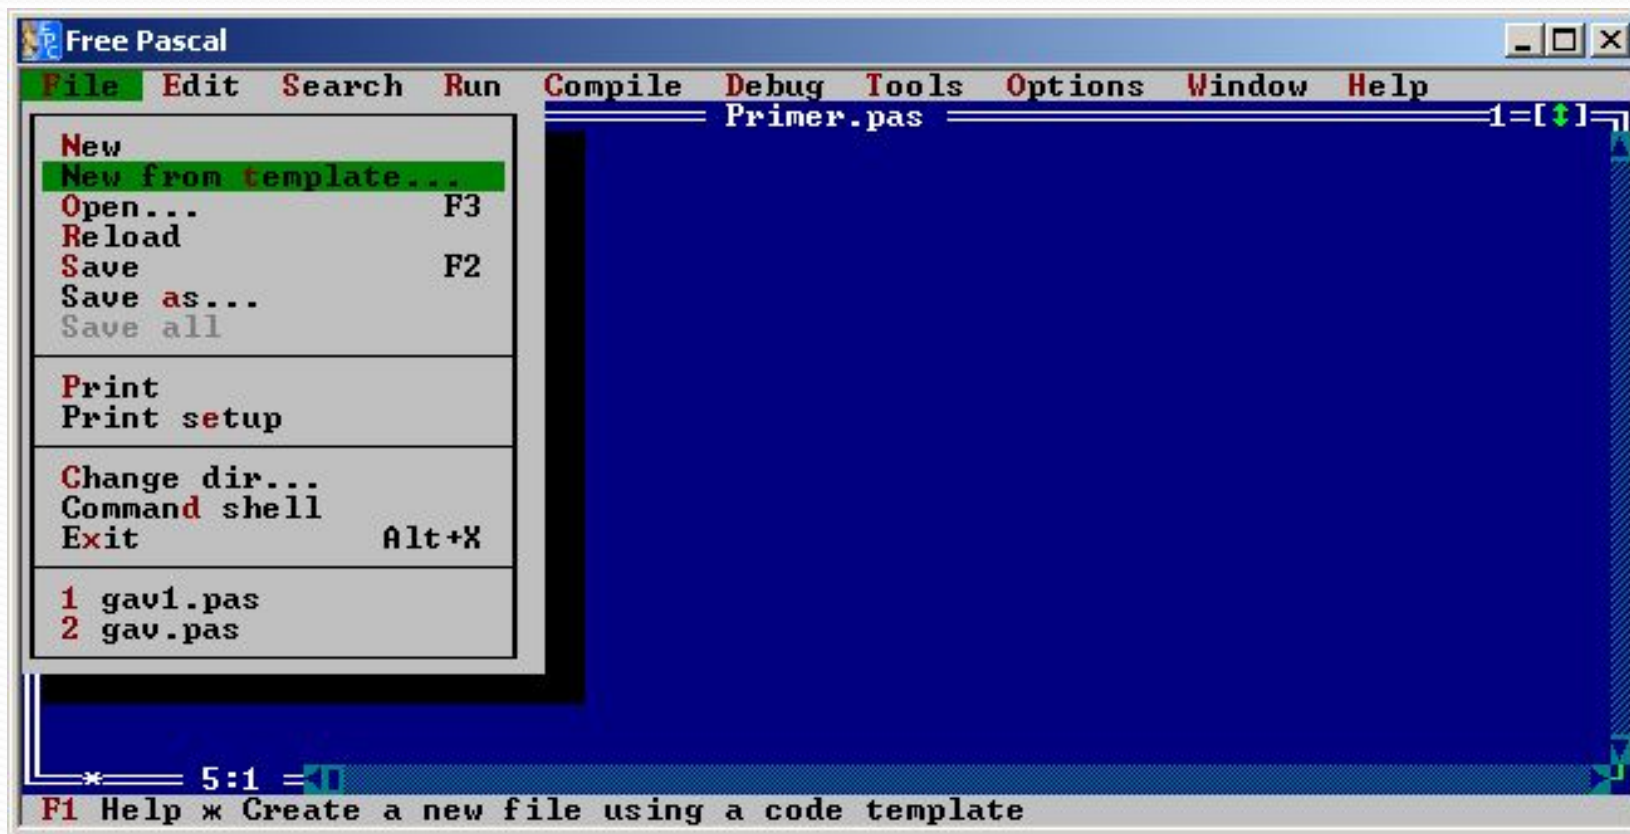 Free Pascal
File Edit Search Run Compile Debug Tools Options Window Help
Primer.pas 1=[↕]
New
New from template...
Open... F3
Reload
Save F2
Save as...
Save all
Print
Print setup
Change dir...
Command shell
Exit Alt+X
1 gav1.pas
2 gav.pas
* 5:1
F1 Help ж Create a new file using a code template